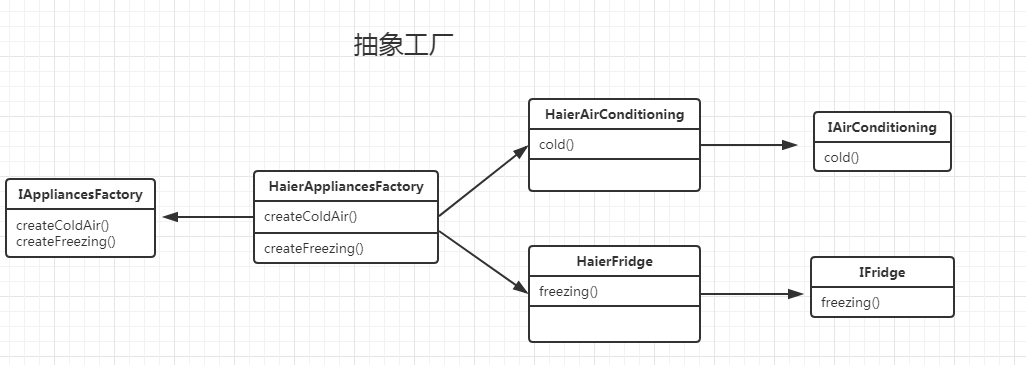 抽象工厂
IAppliancesFactory
createColdAir()
createFreezing()
HaierAppliancesFactory
createColdAir()
createFreezing()
HaierAirConditioning
cold()
IAirConditioning
cold()
HaierFridge
freezing()
IFridge
freezing()